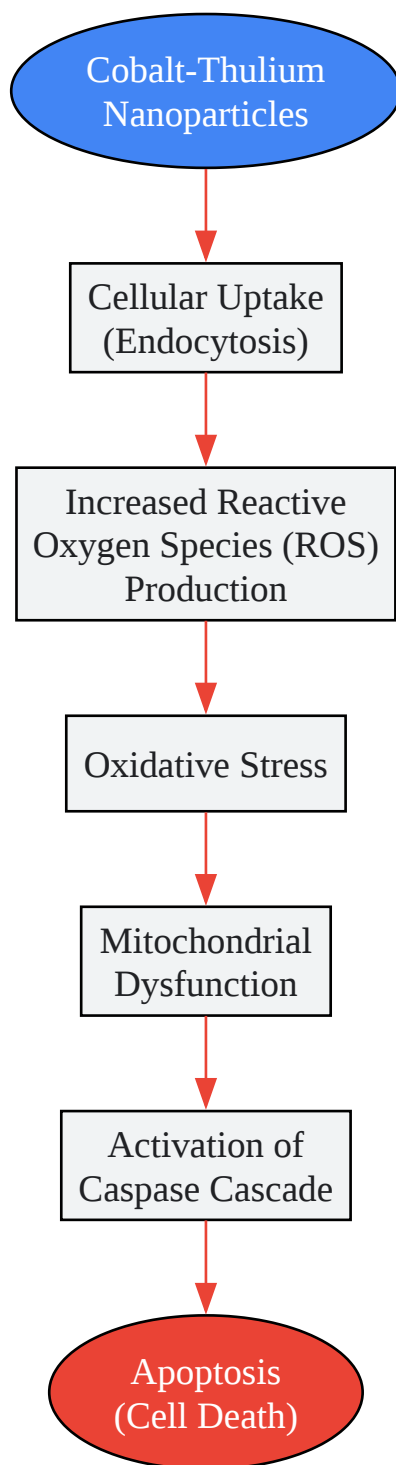 Cobalt-Thulium
Nanoparticles
Cellular Uptake
(Endocytosis)
Increased Reactive
Oxygen Species (ROS)
Production
Oxidative Stress
Mitochondrial
Dysfunction
Activation of
Caspase Cascade
Apoptosis
(Cell Death)